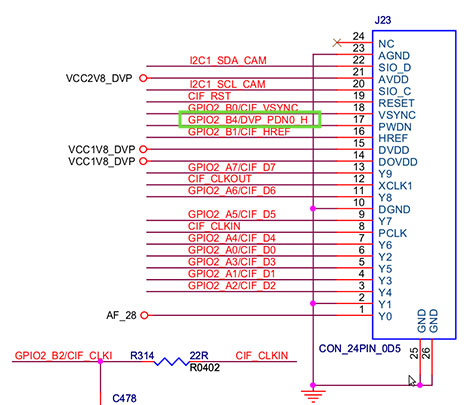 J23
24 NC
23 AGND
I2C1_SDA_CAM 22 SIO_D
VCC2V8_DVP 21 AVDD
I2C1_SCL_CAM 20 SIO_C
CIF_RST 19 RESET
GPIO2_B0/CIF_VSYNC 18 VSYNC
GPIO2_B4/DVP_PDN0_H 17 PWDN
GPIO2_B1/CIF_HREF 16 HREF
VCC1V8_DVP 15 DVDD
VCC1V8_DVP 14 DOVDD
GPIO2_A7/CIF_D7 13 Y9
CIF_CLKOUT 12 XCLK1
GPIO2_A6/CIF_D6 11 Y8
10 DGND
GPIO2_A5/CIF_D5 9 Y7
CIF_CLKIN 8 PCLK
GPIO2_A4/CIF_D4 7 Y6
GPIO2_A0/CIF_D0 6 Y2
GPIO2_A3/CIF_D3 5 Y5
GPIO2_A1/CIF_D1 4 Y3
GPIO2_A2/CIF_D2 3 Y4
2 Y1
AF_28 1 Y0
GND GND
25 26
CON_24PIN_0D5
GPIO2_B2/CIF_CLKI R314 22R CIF_CLKIN
R0402
C478